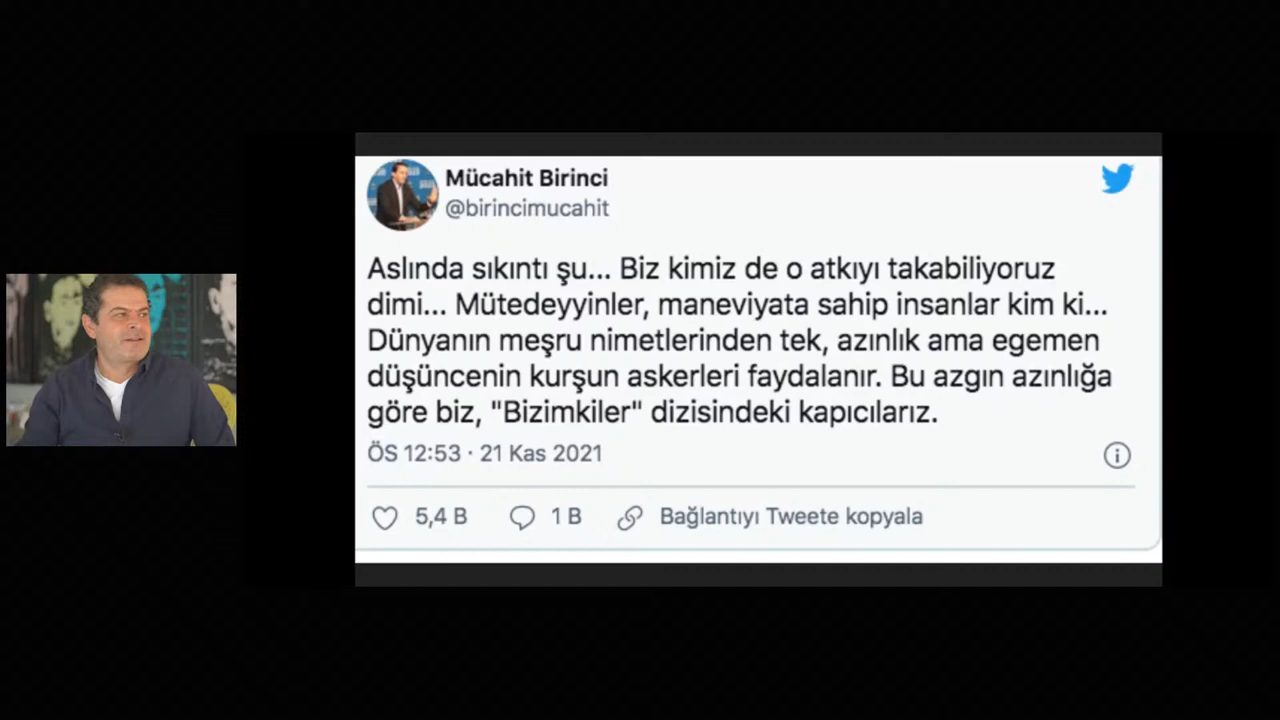 Mücahit Birinci
@birincimucahit
Aslında sıkıntı şu... Biz kimiz de o atkıyı takabiliyoruz
dimi... Mütedeyyinler, maneviyata sahip insanlar kim ki...
Dünyanın meşru nimetlerinden tek, azınlık ama egemen
düşüncenin kurşun askerleri faydalanır. Bu azgın azınlığa
göre biz, "Bizimkiler" dizisindeki kapıcılarız.
ÖS 12:53 · 21 Kas 2021
5,4 B 1 B Bağlantıyı Tweete kopyala